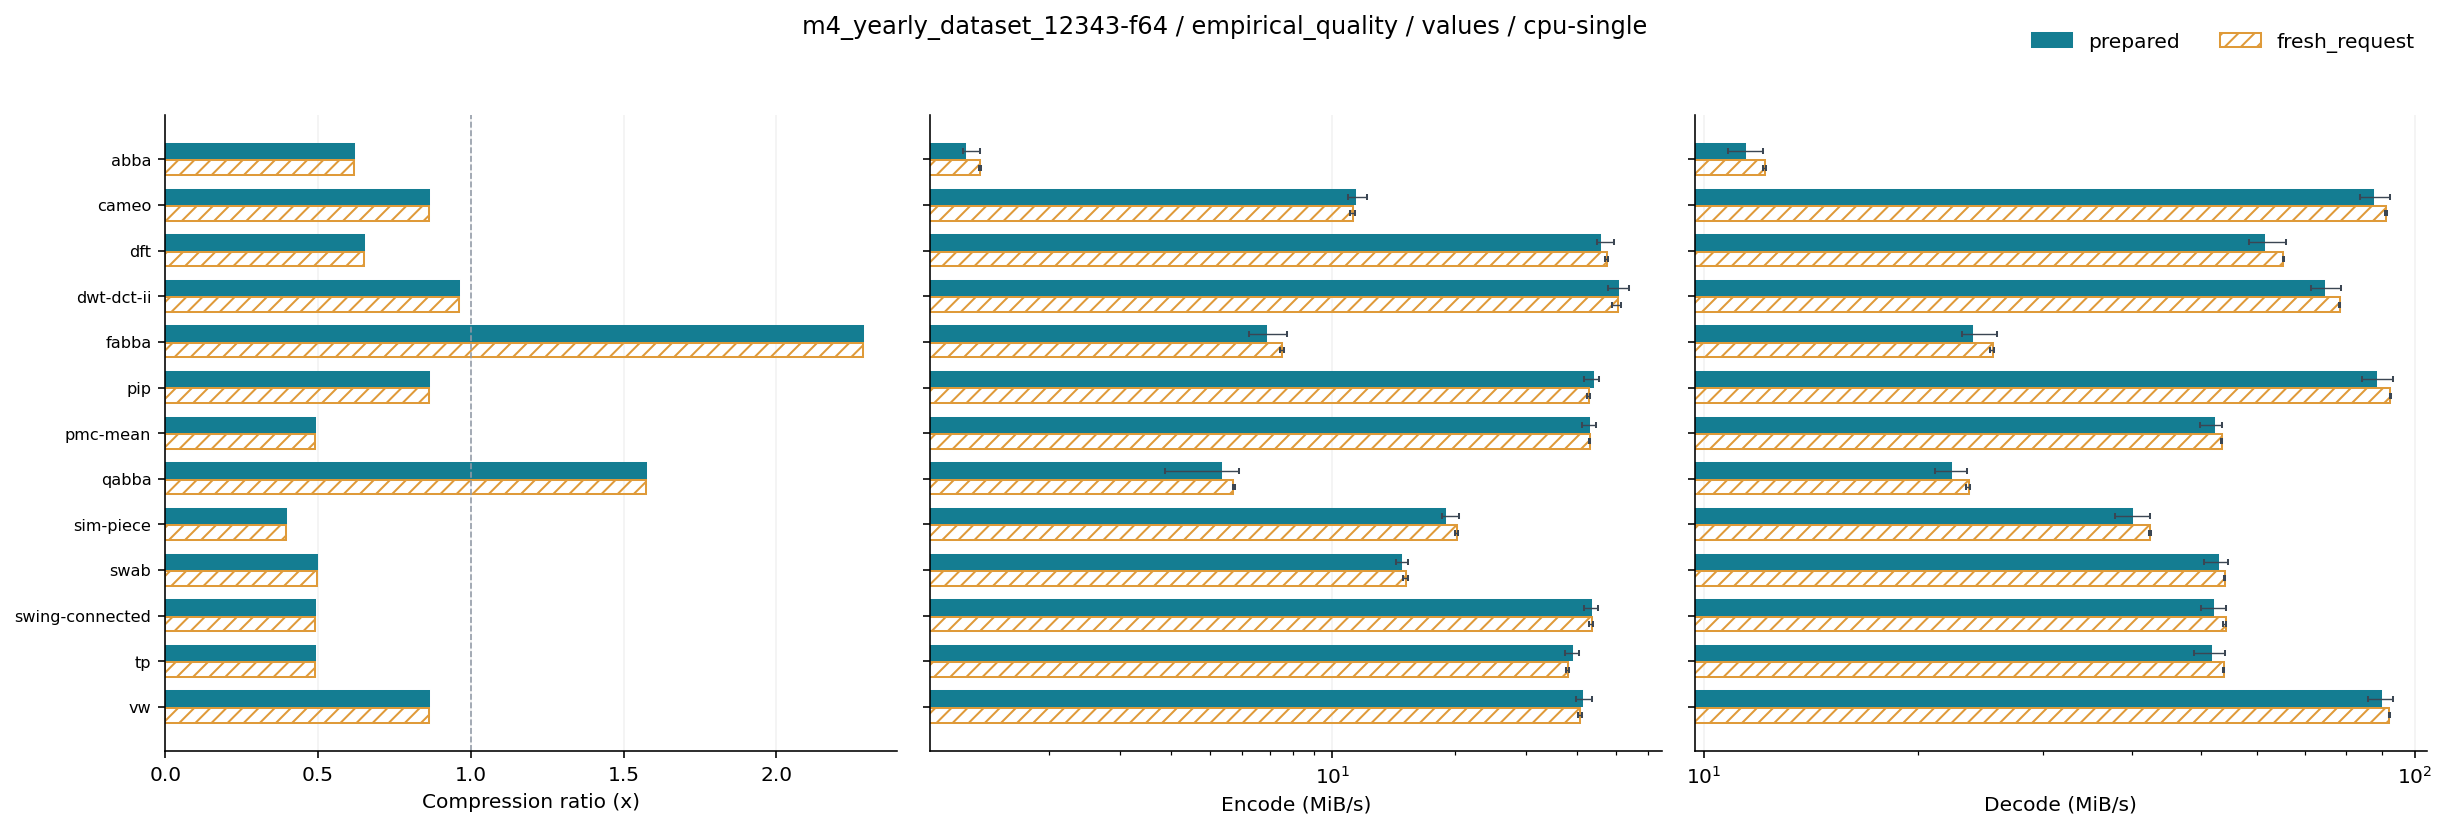 m4_yearly_dataset_12343-f64 / empirical_quality / values / cpu-single
prepared
fresh_request
abba
cameo
dft
dwt-dct-ii
fabba
pip
pmc-mean
qabba
sim-piece
swab
swing-connected
tp
vw
0.0 0.5 1.0 1.5 2.0
Compression ratio (x)
10¹
Encode (MiB/s)
10¹ 10²
Decode (MiB/s)